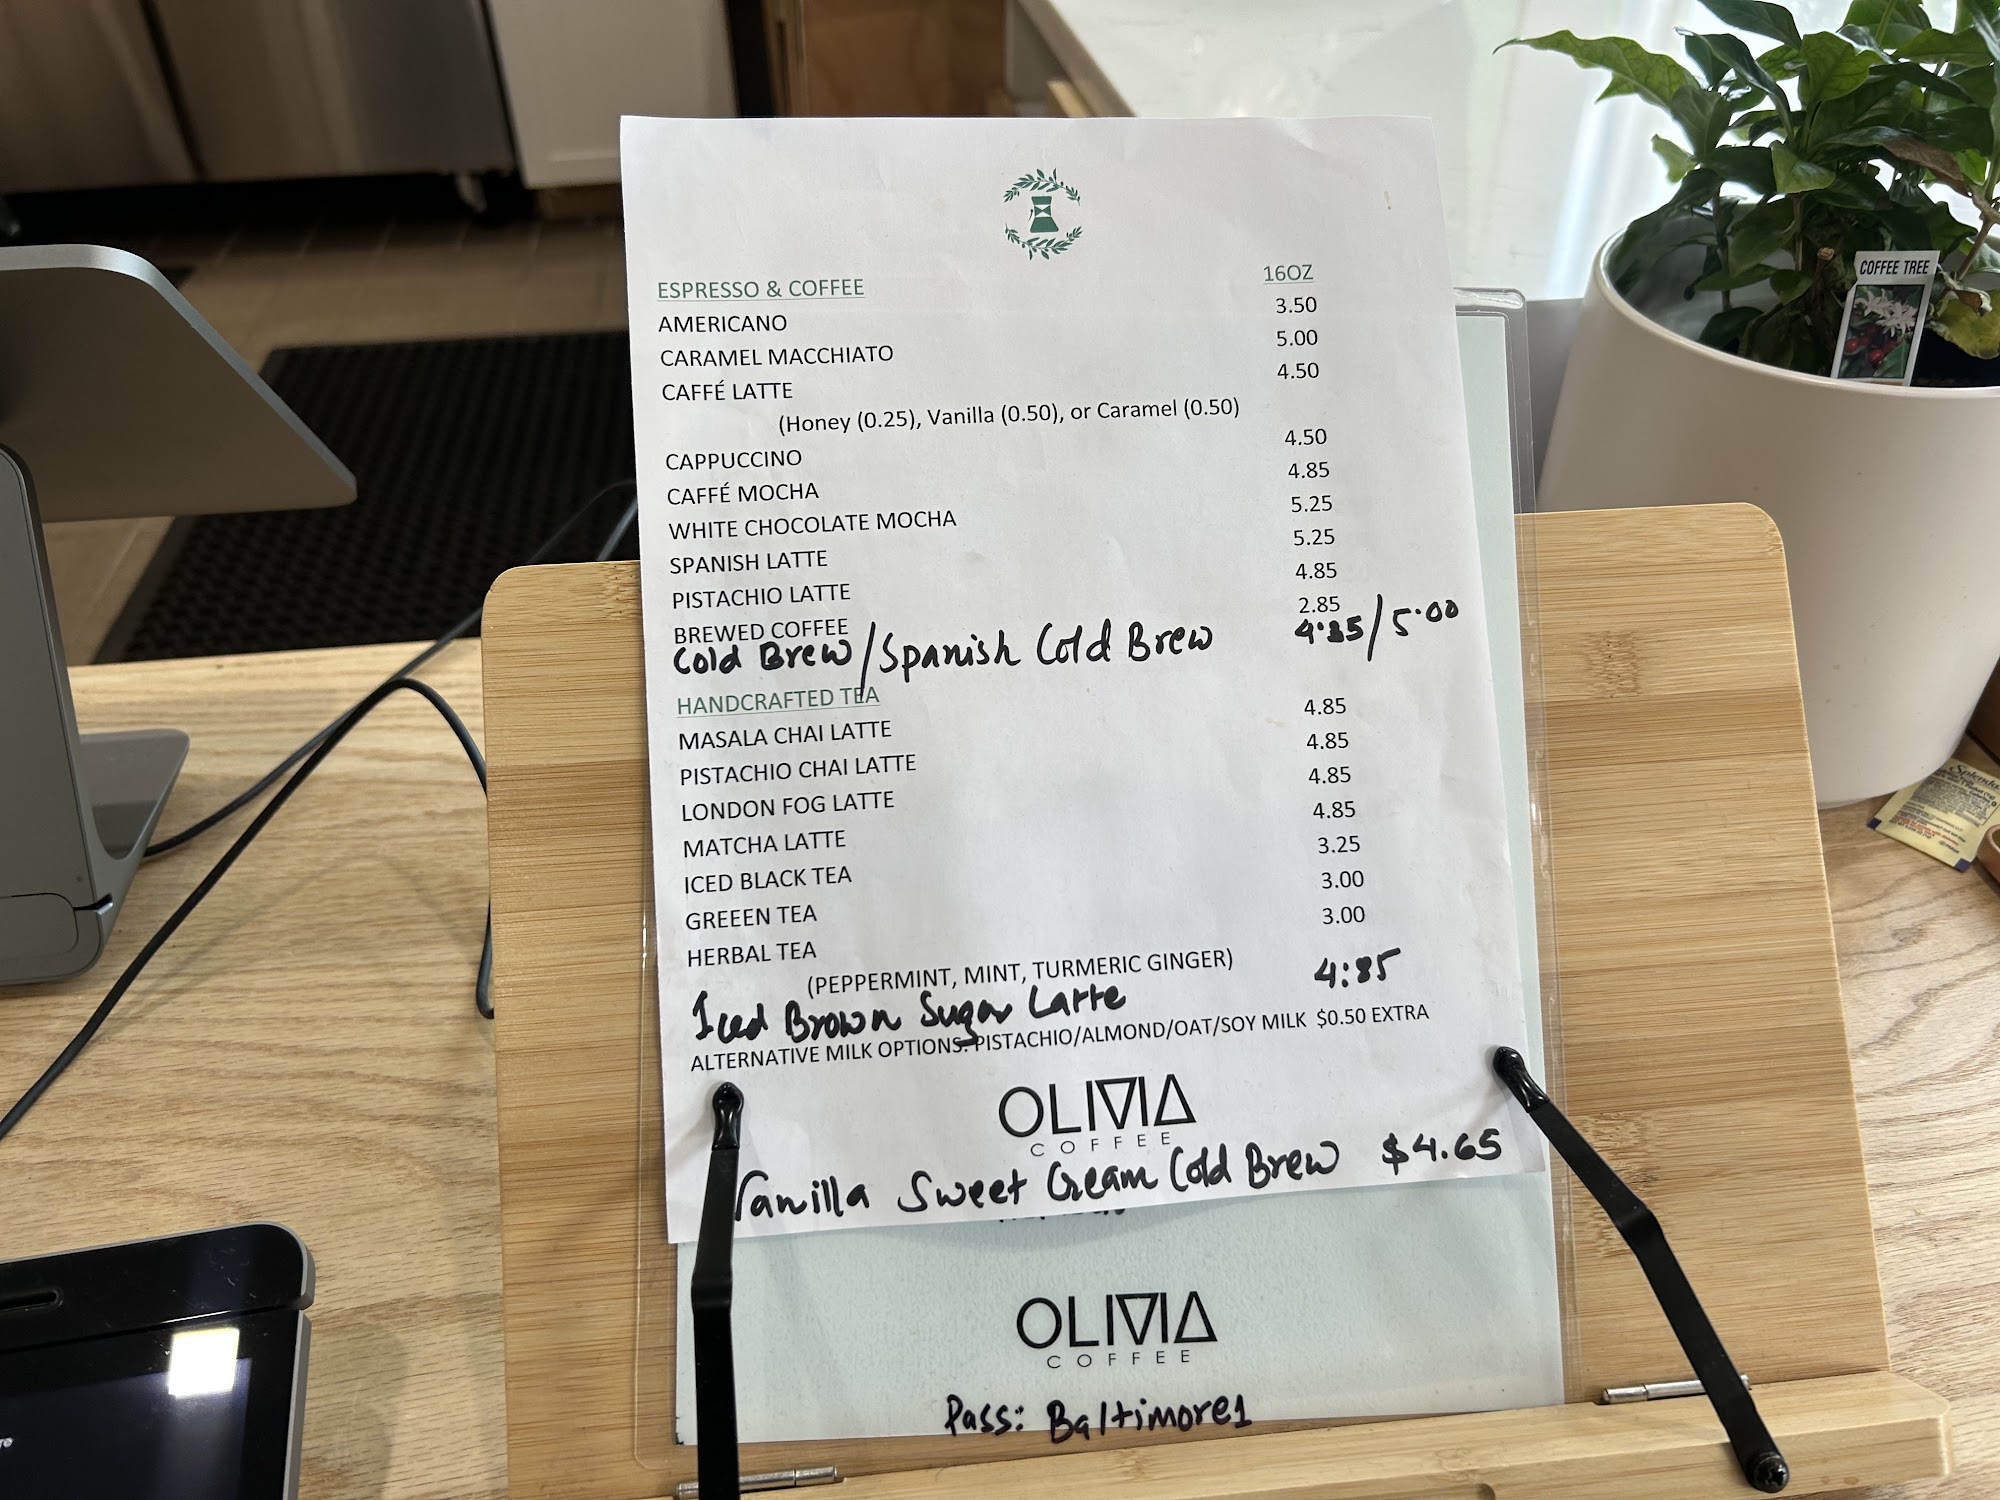 ESPRESSO & COFFEE 16OZ
AMERICANO 3.50
CARAMEL MACCHIATO 5.00
CAFFÉ LATTE 4.50
(Honey (0.25), Vanilla (0.50), or Caramel (0.50)
CAPPUCCINO 4.50
CAFFÉ MOCHA 4.85
WHITE CHOCOLATE MOCHA 5.25
SPANISH LATTE 5.25
PISTACHIO LATTE 4.85
BREWED COFFEE 2.85
Cold Brew/Spanish Cold Brew 4.85/5.00
HANDCRAFTED TEA
MASALA CHAI LATTE 4.85
PISTACHIO CHAI LATTE 4.85
LONDON FOG LATTE 4.85
MATCHA LATTE 4.85
ICED BLACK TEA 3.25
GREEEN TEA 3.00
HERBAL TEA 3.00
(PEPPERMINT, MINT, TURMERIC GINGER)
Iced Brown Sugar Latte 4.85
ALTERNATIVE MILK OPTIONS: PISTACHIO/ALMOND/OAT/SOY MILK $0.50 EXTRA
OLIVIA
COFFEE
Vanilla Sweet Cream Cold Brew $4.65
OLIVIA
COFFEE
Pass: Baltimore1
COFFEE TREE
Splenda